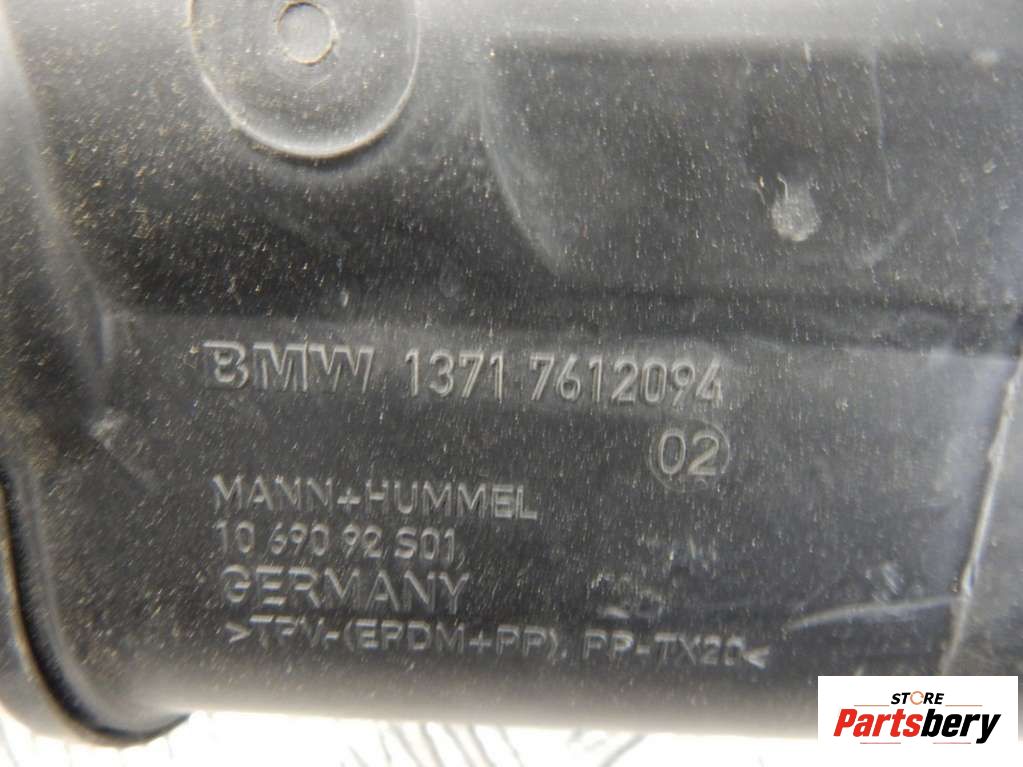 BMW 1371 7612094
02
MANN+HUMMEL
10 690 92 S01
GERMANY
>TPV-(EPDM+PP), PP-TX20<
STORE
Partsbery